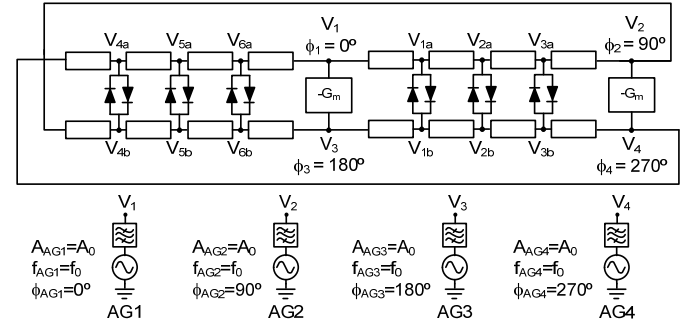 V1 V2
V4a V5a V6a ϕ1 = 0º V1a V2a V3a ϕ2 = 90º
-Gm -Gm
V4b V5b V6b V3 V1b V2b V3b V4
ϕ3 = 180º ϕ4 = 270º
V1 V2 V3 V4
AAG1=A0 AAG2=A0 AAG3=A0 AAG4=A0
fAG1=f0 fAG2=f0 fAG3=f0 fAG4=f0
ϕAG1=0º ϕAG2=90º ϕAG3=180º ϕAG4=270º
AG1 AG2 AG3 AG4